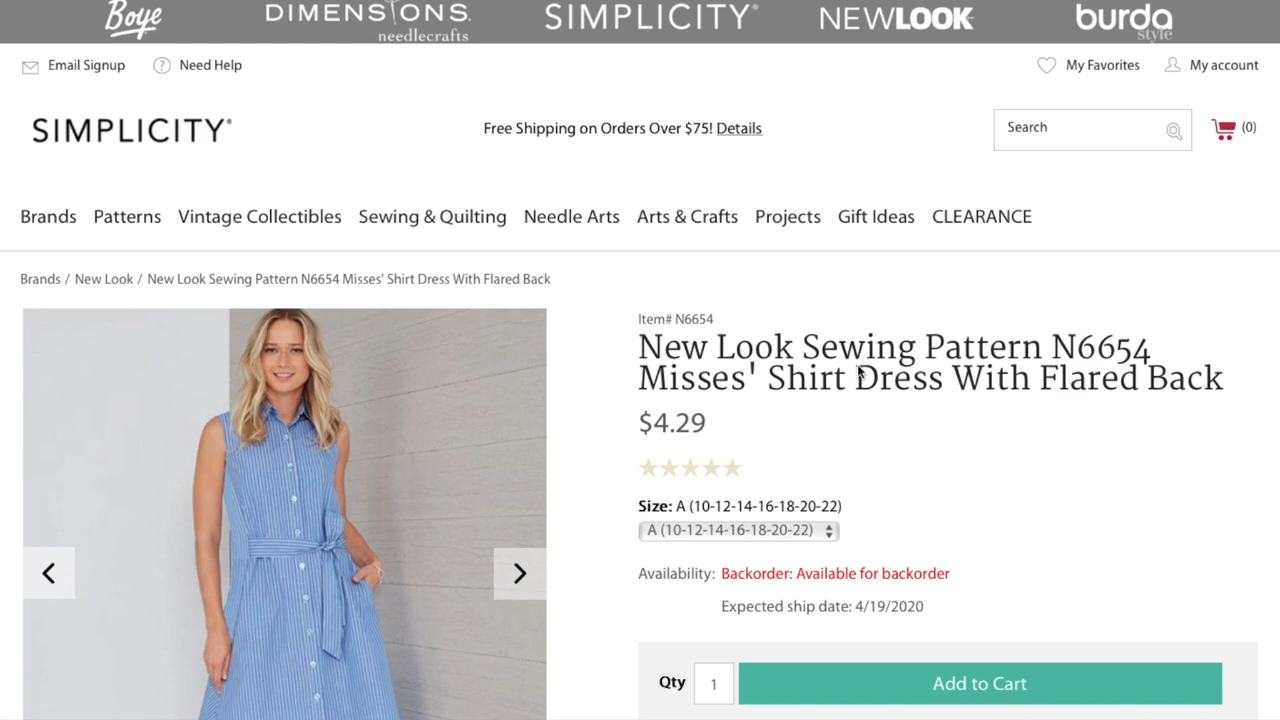 Boye
DIMENSIONS®
needlecrafts
SIMPLICITY®
NEWLOOK
burda
style
Email Signup
Need Help
My Favorites
My account
SIMPLICITY®
Free Shipping on Orders Over $75! Details
Search
(0)
Brands Patterns Vintage Collectibles Sewing & Quilting Needle Arts Arts & Crafts Projects Gift Ideas CLEARANCE
Brands / New Look / New Look Sewing Pattern N6654 Misses' Shirt Dress With Flared Back
Item# N6654
New Look Sewing Pattern N6654
Misses' Shirt Dress With Flared Back
$4.29
Size: A (10-12-14-16-18-20-22)
A (10-12-14-16-18-20-22)
Availability: Backorder: Available for backorder
Expected ship date: 4/19/2020
Qty 1 Add to Cart